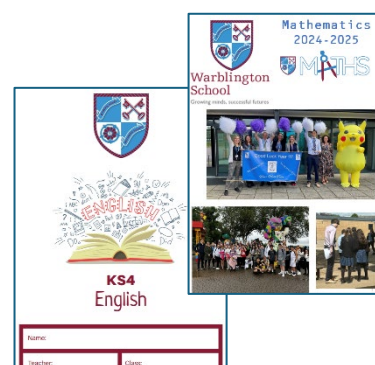 Mathematics
2024-2025
MATHS
Warblington
School
Growing minds, successful futures
ENGLISH
KS4
English
Name:
Teacher:
Class: